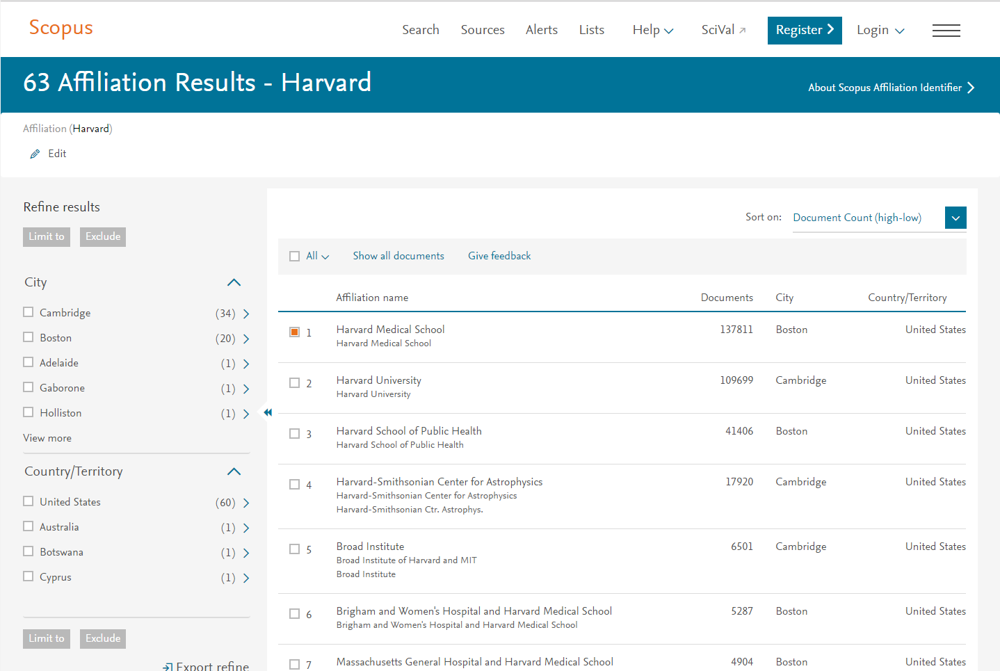 Scopus
Search Sources Alerts Lists Help SciVal Register Login
63 Affiliation Results - Harvard
About Scopus Affiliation Identifier
Affiliation (Harvard)
Edit
Refine results
Limit to Exclude
City
Cambridge (34)
Boston (20)
Adelaide (1)
Gaborone (1)
Holliston (1)
View more
Country/Territory
United States (60)
Australia (1)
Botswana (1)
Cyprus (1)
Limit to Exclude
Export refine
Sort on: Document Count (high-low)
All Show all documents Give feedback
Affiliation name Documents City Country/Territory
1 Harvard Medical School 137811 Boston United States
Harvard Medical School
2 Harvard University 109699 Cambridge United States
Harvard University
3 Harvard School of Public Health 41406 Boston United States
Harvard School of Public Health
4 Harvard-Smithsonian Center for Astrophysics 17920 Cambridge United States
Harvard-Smithsonian Center for Astrophysics
Harvard-Smithsonian Ctr. Astrophys.
5 Broad Institute 6501 Cambridge United States
Broad Institute of Harvard and MIT
Broad Institute
6 Brigham and Women's Hospital and Harvard Medical School 5287 Boston United States
Brigham and Women's Hospital and Harvard Medical School
7 Massachusetts General Hospital and Harvard Medical School 4904 Boston United States